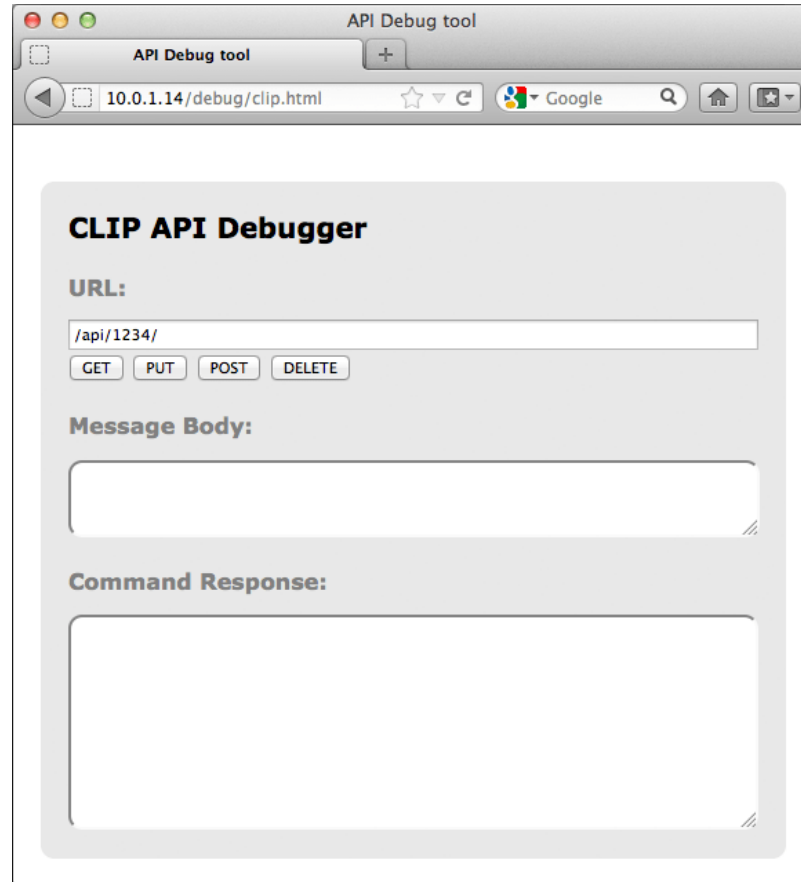 API Debug tool
API Debug tool
10.0.1.14/debug/clip.html Google
CLIP API Debugger
URL:
/api/1234/
GET PUT POST DELETE
Message Body:
Command Response: